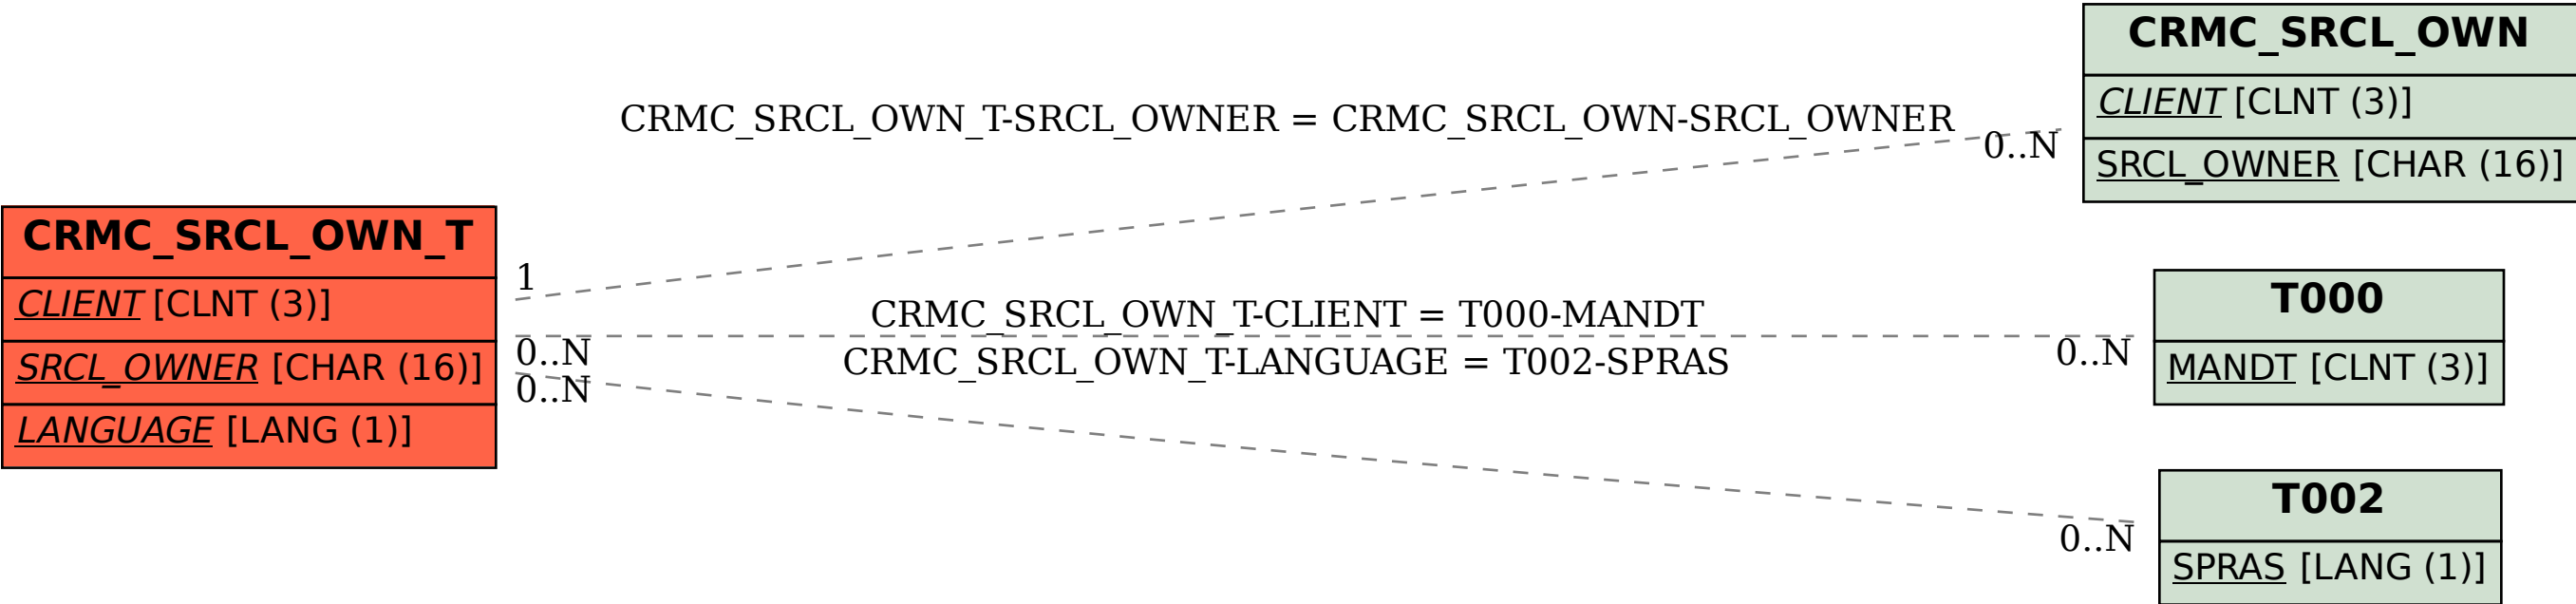 CRMC_SRCL_OWN
CLIENT [CLNT (3)]
SRCL_OWNER [CHAR (16)]
CRMC_SRCL_OWN_T-SRCL_OWNER = CRMC_SRCL_OWN-SRCL_OWNER
0..N
CRMC_SRCL_OWN_T
CLIENT [CLNT (3)]
SRCL_OWNER [CHAR (16)]
LANGUAGE [LANG (1)]
1
0..N
0..N
CRMC_SRCL_OWN_T-CLIENT = T000-MANDT
CRMC_SRCL_OWN_T-LANGUAGE = T002-SPRAS
0..N
T000
MANDT [CLNT (3)]
0..N
T002
SPRAS [LANG (1)]